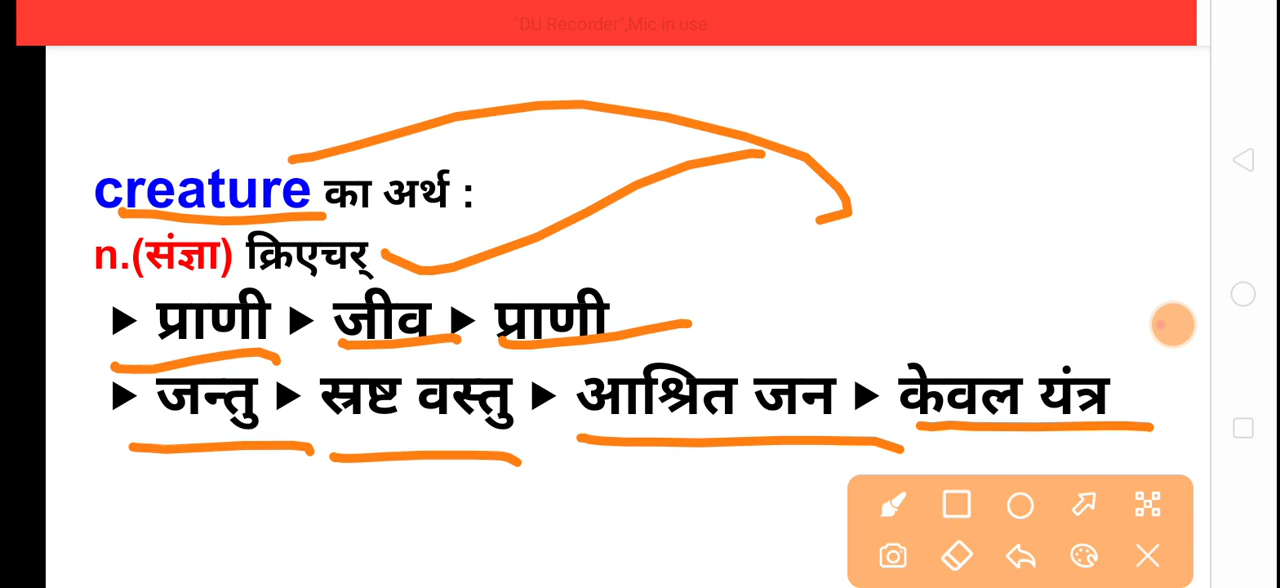 "DU Recorder",Mic in use
creature का अर्थ :
n.(संज्ञा) क्रिएचर्
▶ प्राणी ▶ जीव ▶ प्राणी
▶ जन्तु ▶ स्रष्ट वस्तु ▶ आश्रित जन ▶ केवल यंत्र